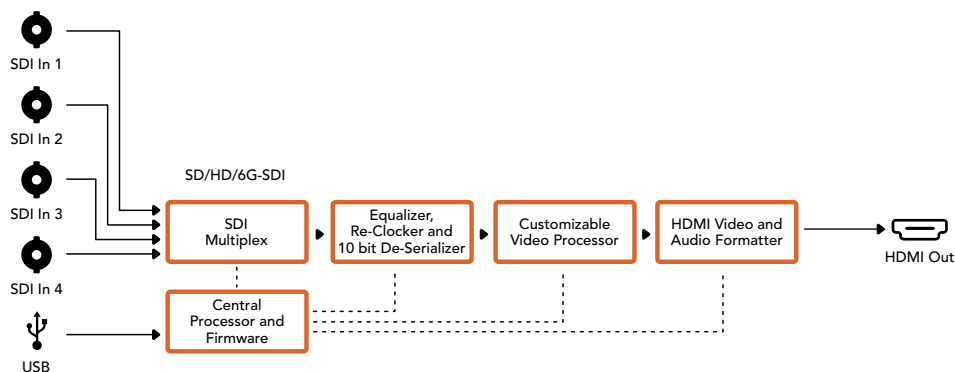 SDI In 1
SDI In 2
SDI In 3
SDI In 4
USB
SD/HD/6G-SDI
SDI
Multiplex
Equalizer,
Re-Clocker and
10 bit De-Serializer
Customizable
Video Processor
HDMI Video and
Audio Formatter
HDMI Out
Central
Processor and
Firmware